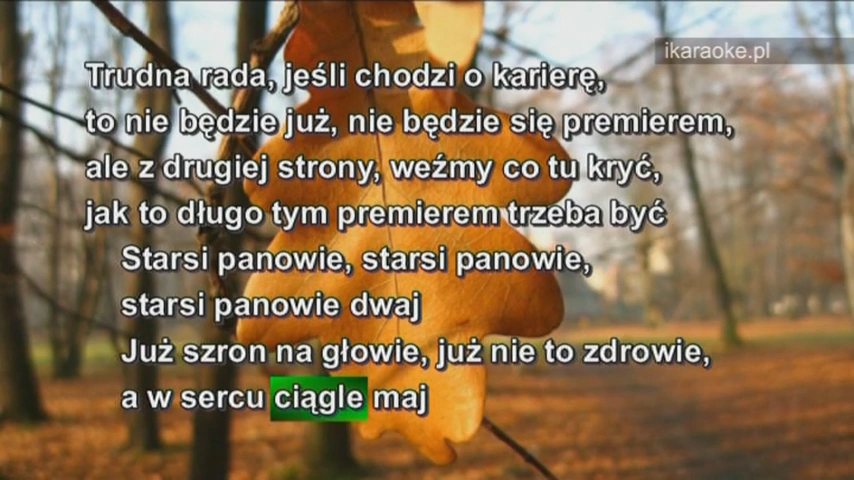 ikaraoke.pl
Trudna rada, jeśli chodzi o karierę,
to nie będzie już, nie będzie się premierem,
ale z drugiej strony, weźmy co tu kryć,
jak to długo tym premierem trzeba być
Starsi panowie, starsi panowie,
starsi panowie dwaj
Już szron na głowie, już nie to zdrowie,
a w sercu ciągle maj